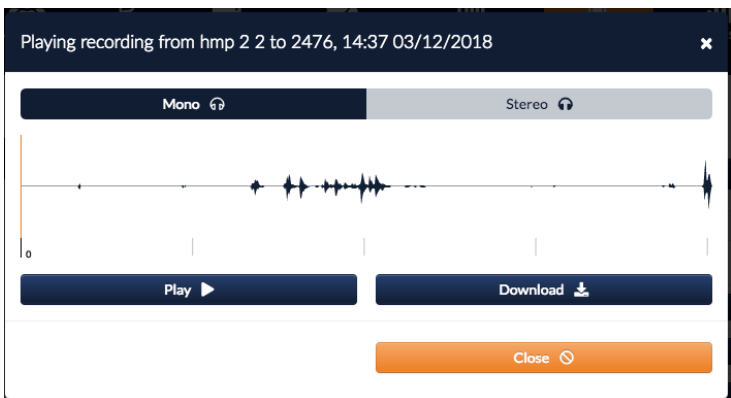 Playing recording from hmp 2 2 to 2476, 14:37 03/12/2018
Mono
Stereo
0
Play
Download
Close